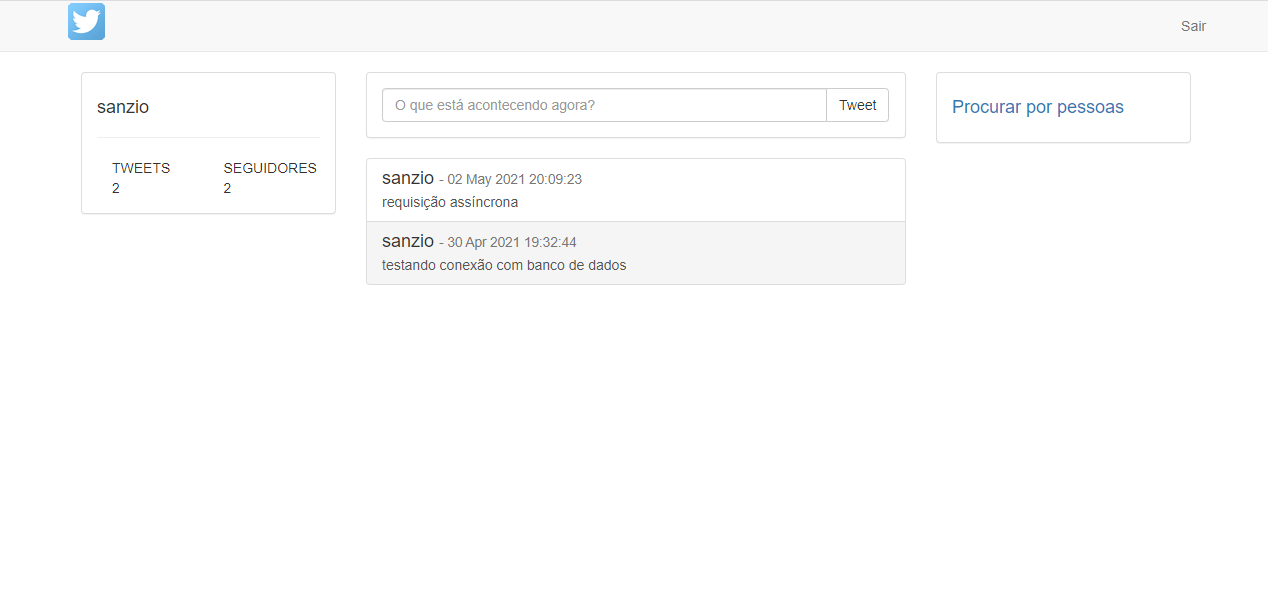 Sair
sanzio
TWEETS SEGUIDORES
2 2
O que está acontecendo agora? Tweet
sanzio - 02 May 2021 20:09:23
requisição assíncrona
sanzio - 30 Apr 2021 19:32:44
testando conexão com banco de dados
Procurar por pessoas